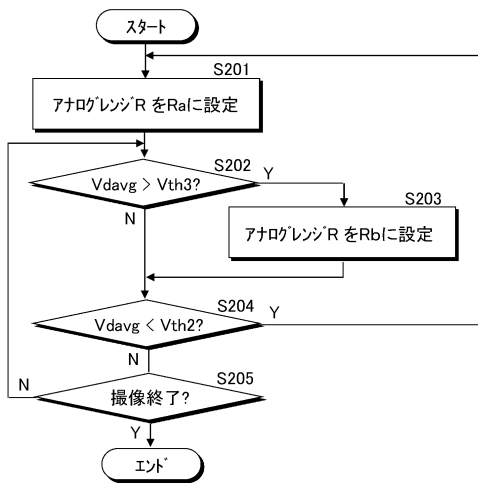 スタート
S201
アナログレンジR をRaに設定
S202
Vdavg > Vth3?
Y
N
S203
アナログレンジR をRbに設定
S204
Vdavg < Vth2?
Y
N
S205
撮像終了?
N
Y
エンド